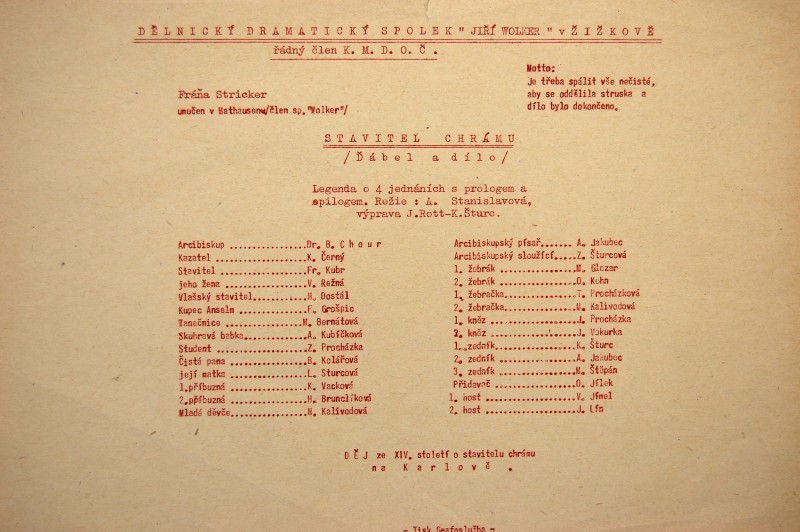 DĚLNICKÝ DRAMATICKÝ SPOLEK "JIŘÍ WOLKER" v ŽIŽKOVĚ
řádný člen K. M. D. O. Č.
Motto:
Je třeba spálit vše nečisté,
aby se oddělila struska a
dílo bylo dokončeno.
Fráňa Stricker
umučen v Mathausenu/člen sp."Wolker"/
STAVITEL CHRÁMU
/Ďábel a dílo/
Legenda o 4 jednáních s prologem a
epilogem. Režie : A. Stanislavová,
výprava J.Rott-K.Šturc.
Arcibiskup ................Dr. B. Chour
Kazatel ...................K. Černý
Stavitel ..................Fr. Kubr
jeho žena .................V. Režná
Vlašský stavitel...........M. Dostál
Kupec Anselm ..............F. Grošpic
Tanečnice ................M. Bernátová
Skuhravá babka.............A. Kubíčková
Student ...................Z. Procházka
Čistá pana ................B. Kolářová
její matka ................L. Šturcová
1.příbuzná ................K. Vacková
2.příbuzná ................H. Brunclíková
Mladé děvče................N. Kalivodová
Arcibiskupský písař....... A. Jakubec
Arcibiskupský sloužící.....Z. Šturcová
1. žebrák ................M. Glozar
2. žebrák ................O. Kohn
1. žebračka...............T. Procházková
2. žebračka...............M. Kalivodová
1. kněz ..................J. Procházka
2. kněz ..................J. Vokurka
1. zedník.................K. Šturc
2. zedník.................A. Jakubec
3. zedník.................M. Štěpán
Přidavač..................O. Jílek
1. host ..................V. Jímel
2. host ..................J. Lín
DĚJ ze XIV. století o stavitelu chrámu
na Karlově .
- Tisk Gesfoslužba -